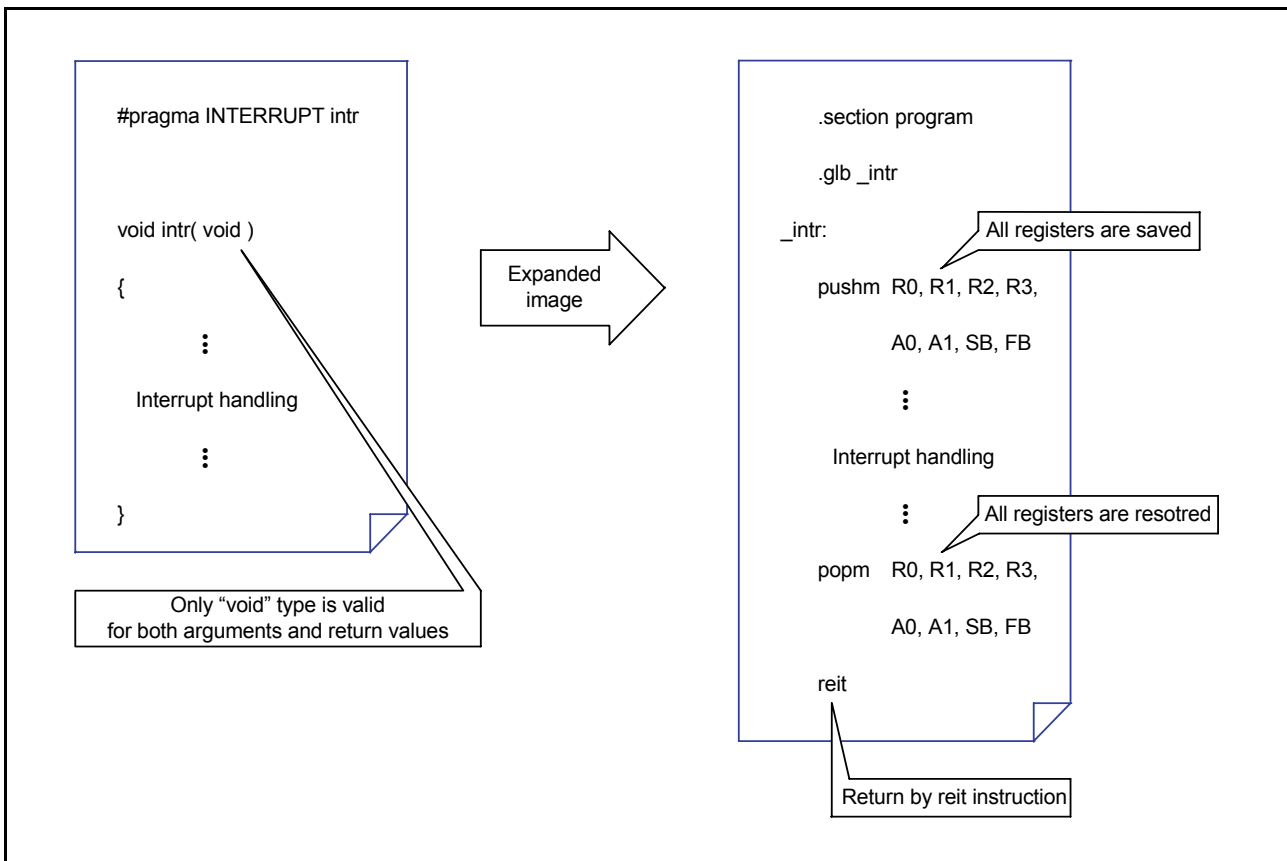 #pragma INTERRUPT intr
void intr( void )
{
Interrupt handling
}
Only “void” type is valid
for both arguments and return values
Expanded
image
.section program
.glb _intr
_intr:
All registers are saved
pushm R0, R1, R2, R3,
A0, A1, SB, FB
Interrupt handling
All registers are resotred
popm R0, R1, R2, R3,
A0, A1, SB, FB
reit
Return by reit instruction